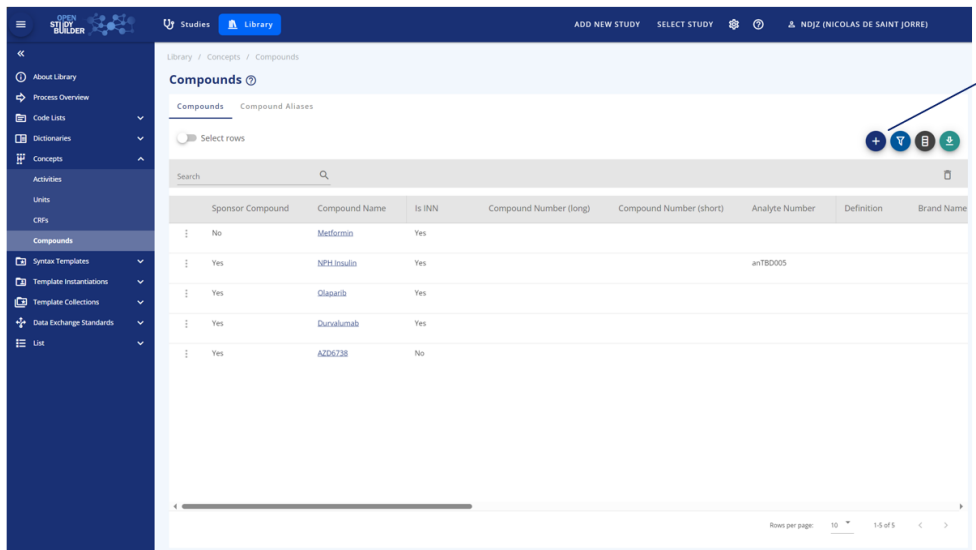 OPEN
STUDY
BUILDER
Studies
Library
ADD NEW STUDY
SELECT STUDY
NDJZ (NICOLAS DE SAINT JORRE)
About Library
Process Overview
Code Lists
Dictionaries
Concepts
Activities
Units
CRFs
Compounds
Syntax Templates
Template Instantiations
Template Collections
Data Exchange Standards
List
Library / Concepts / Compounds
Compounds
Compounds Compound Aliases
Select rows
Search
Sponsor Compound Compound Name Is INN Compound Number (long) Compound Number (short) Analyte Number Definition Brand Name
No Metformin Yes
Yes NPH Insulin Yes anTBD005
Yes Olaparib Yes
Yes Durvalumab Yes
Yes AZD6738 No
Rows per page: 10 1-5 of 5